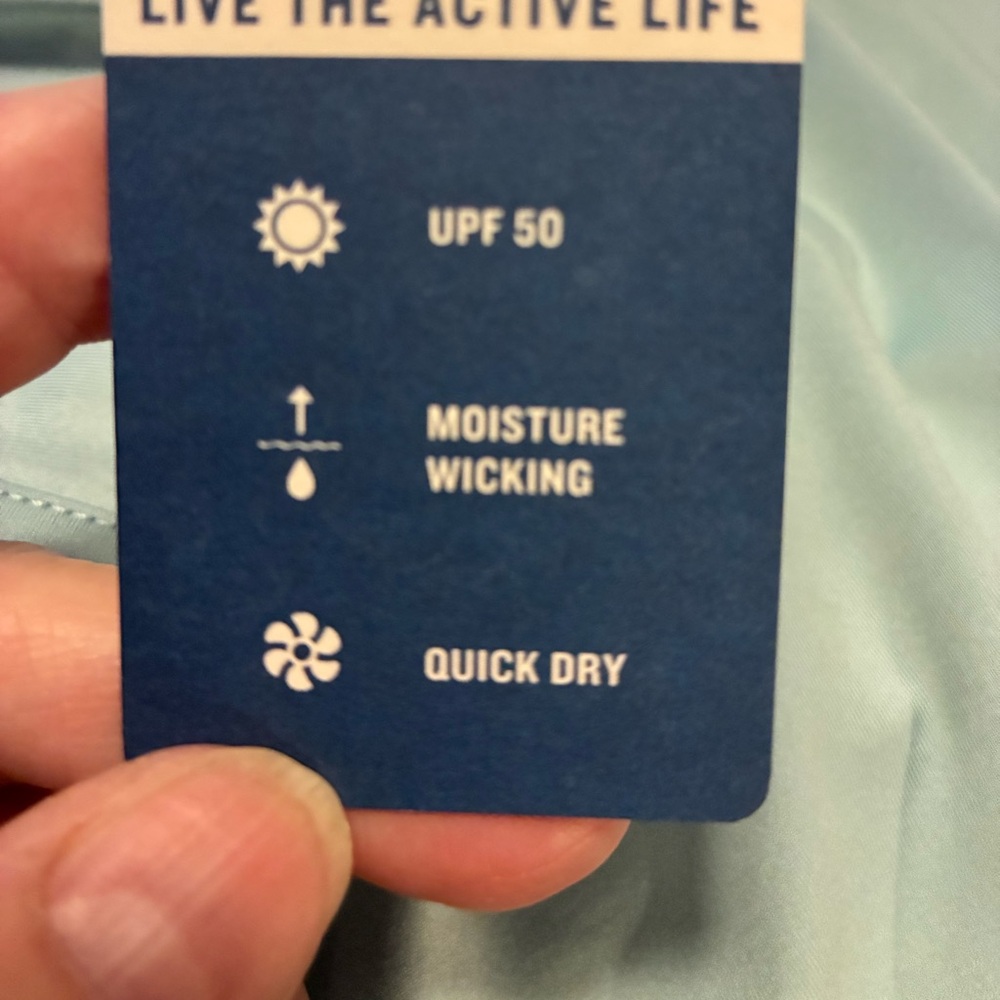 LIVE THE ACTIVE LIFE
UPF 50
MOISTURE
WICKING
QUICK DRY